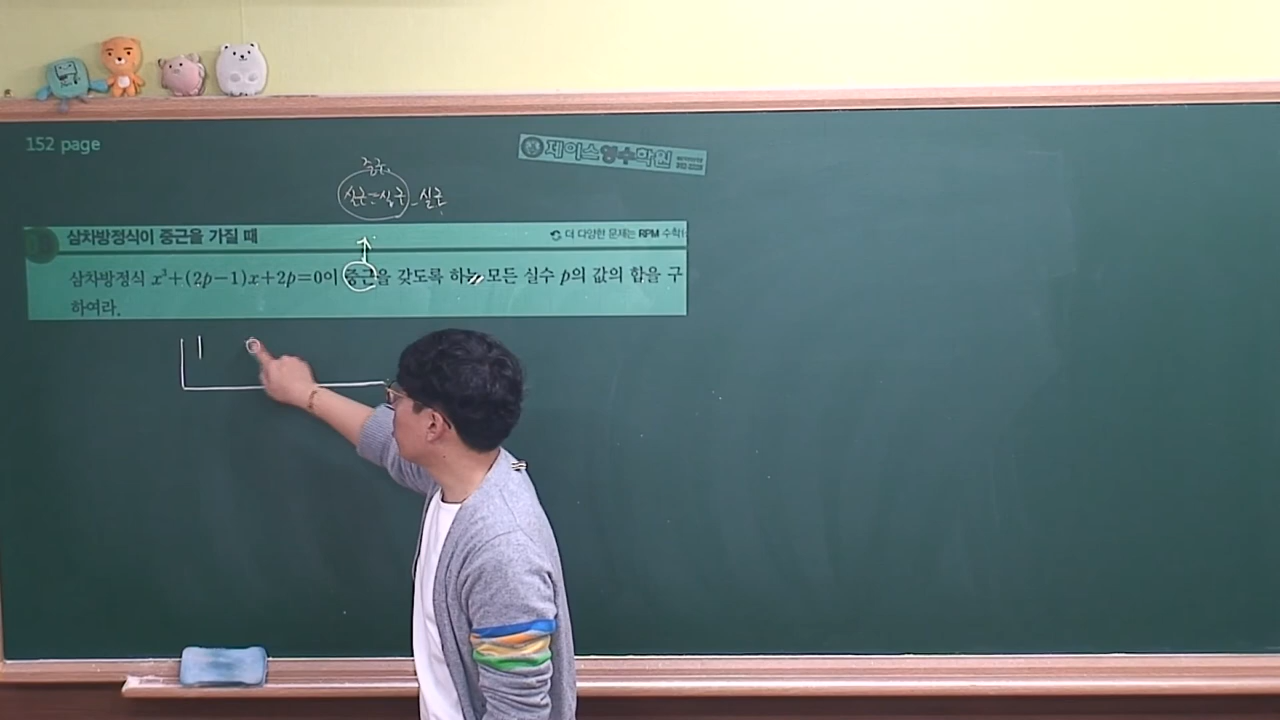 152 page
제이스영수학원
중근
실근=실근-실근
삼차방정식이 중근을 가질 때
더 다양한 문제는 RPM 수학(
삼차방정식 x³+(2p-1)x+2p=0이 중근을 갖도록 하는 모든 실수 p의 값의 합을 구
하여라.
1 0